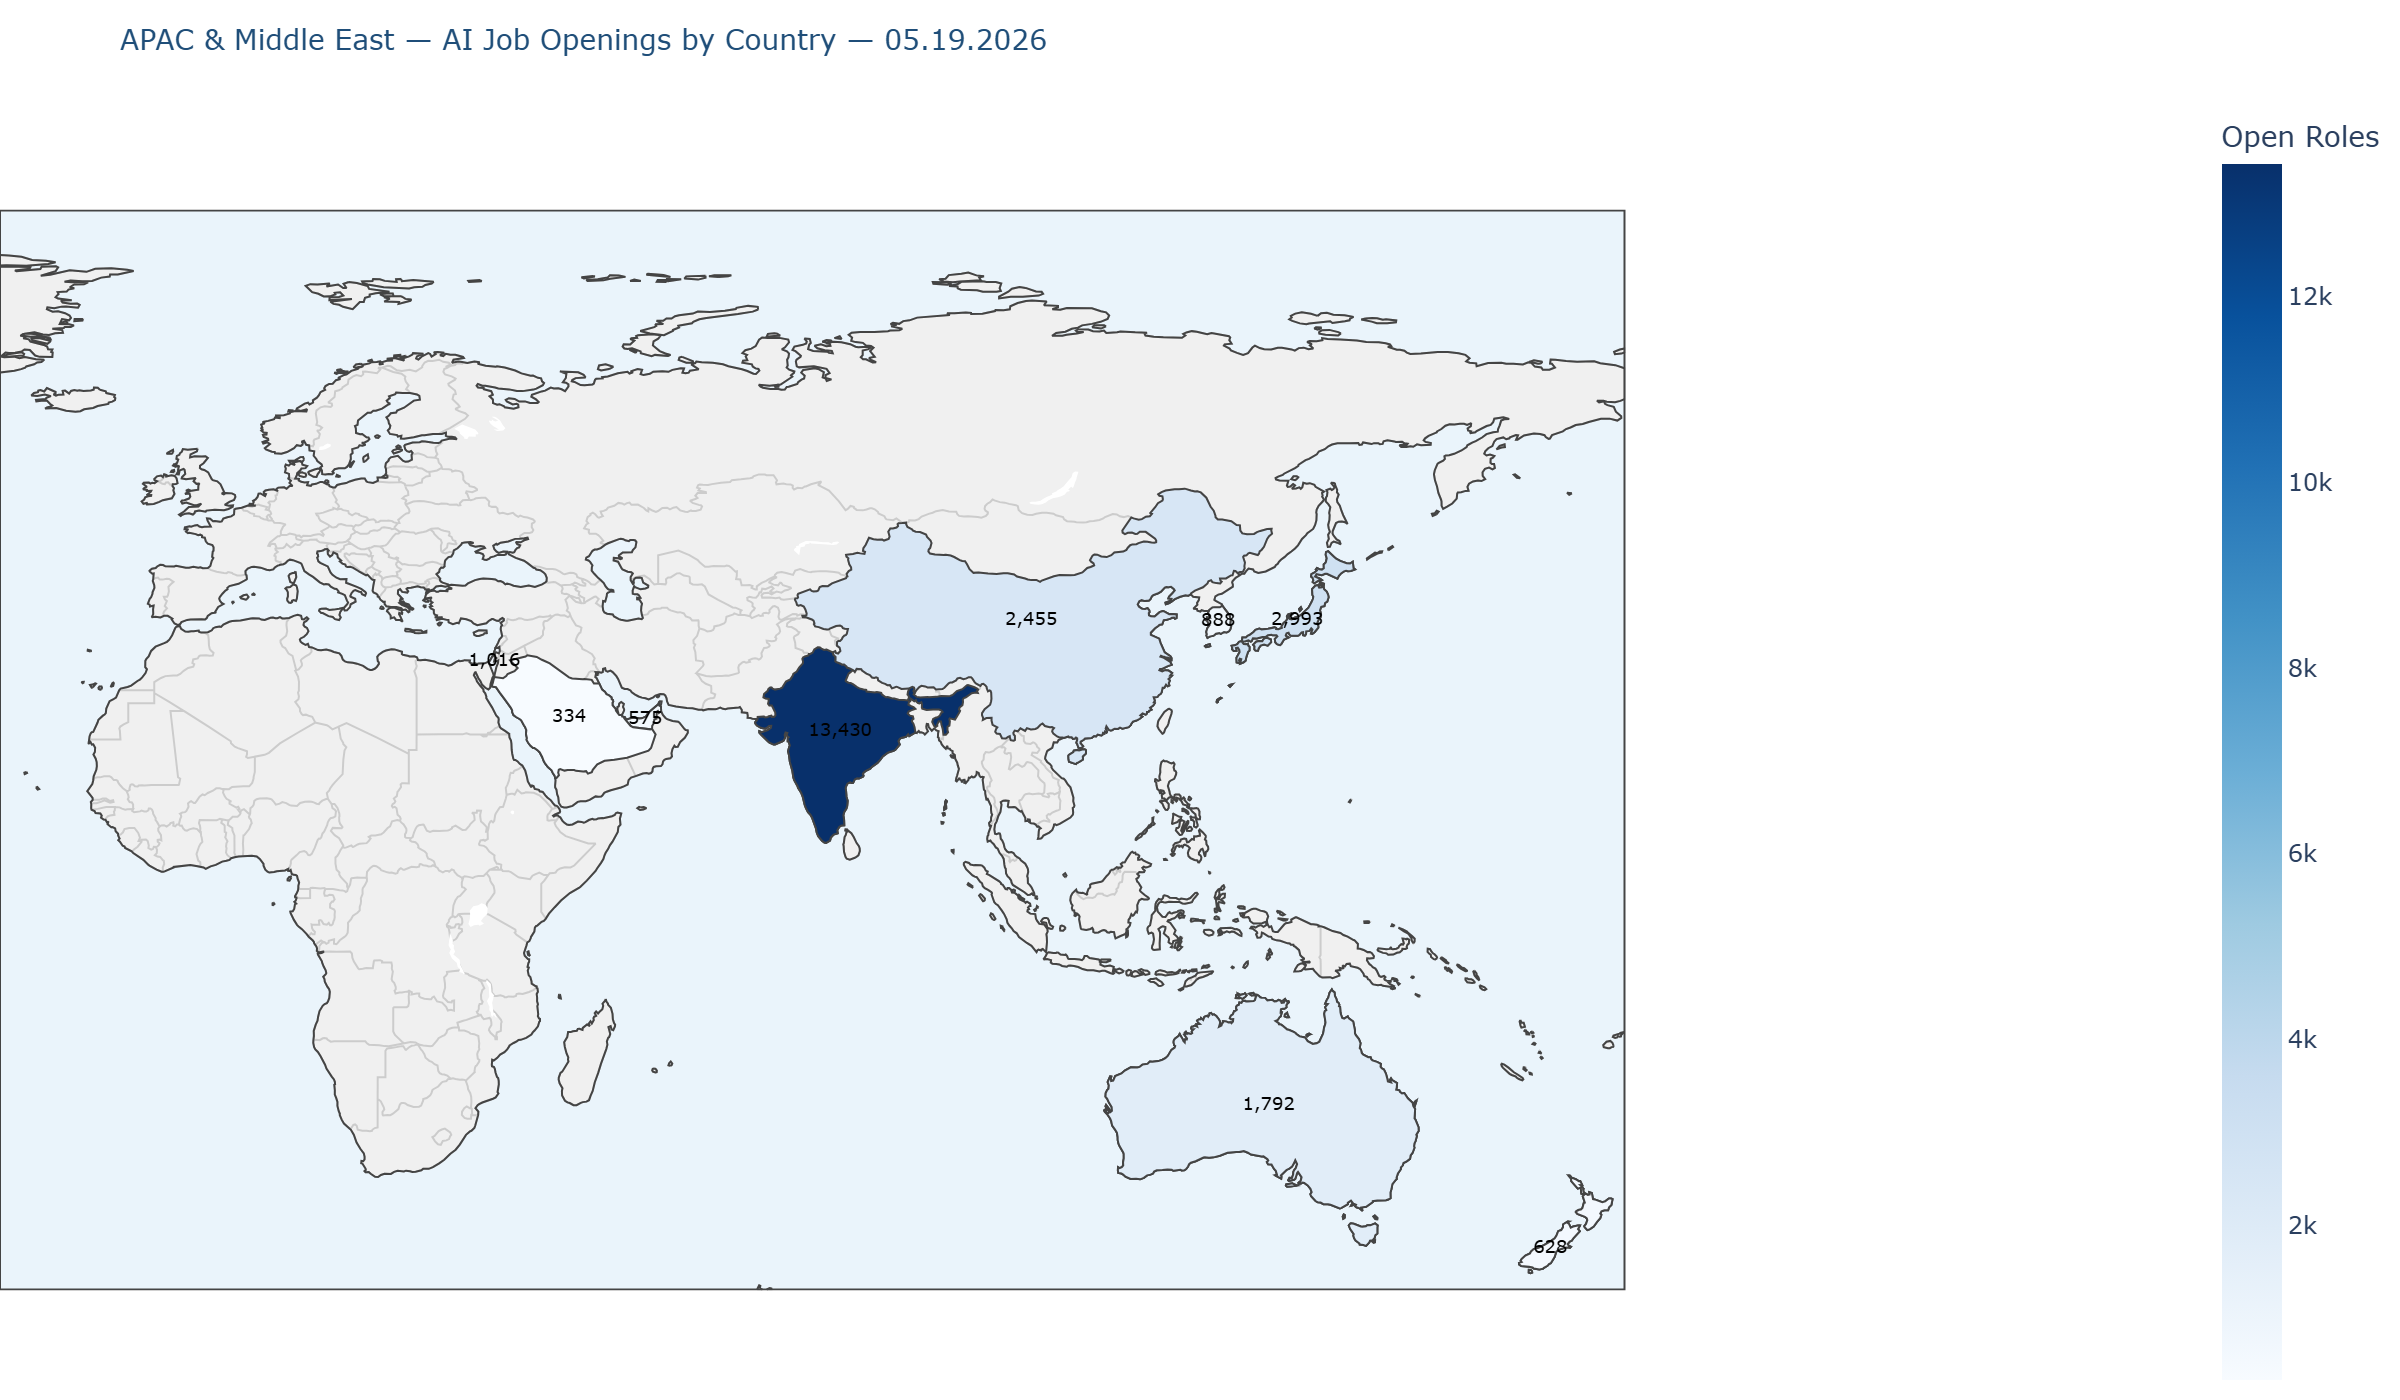 APAC & Middle East — AI Job Openings by Country — 05.19.2026
Open Roles
12k
10k
8k
6k
4k
2k
2,455
888
2,993
1,016
334
575
13,430
1,792
628